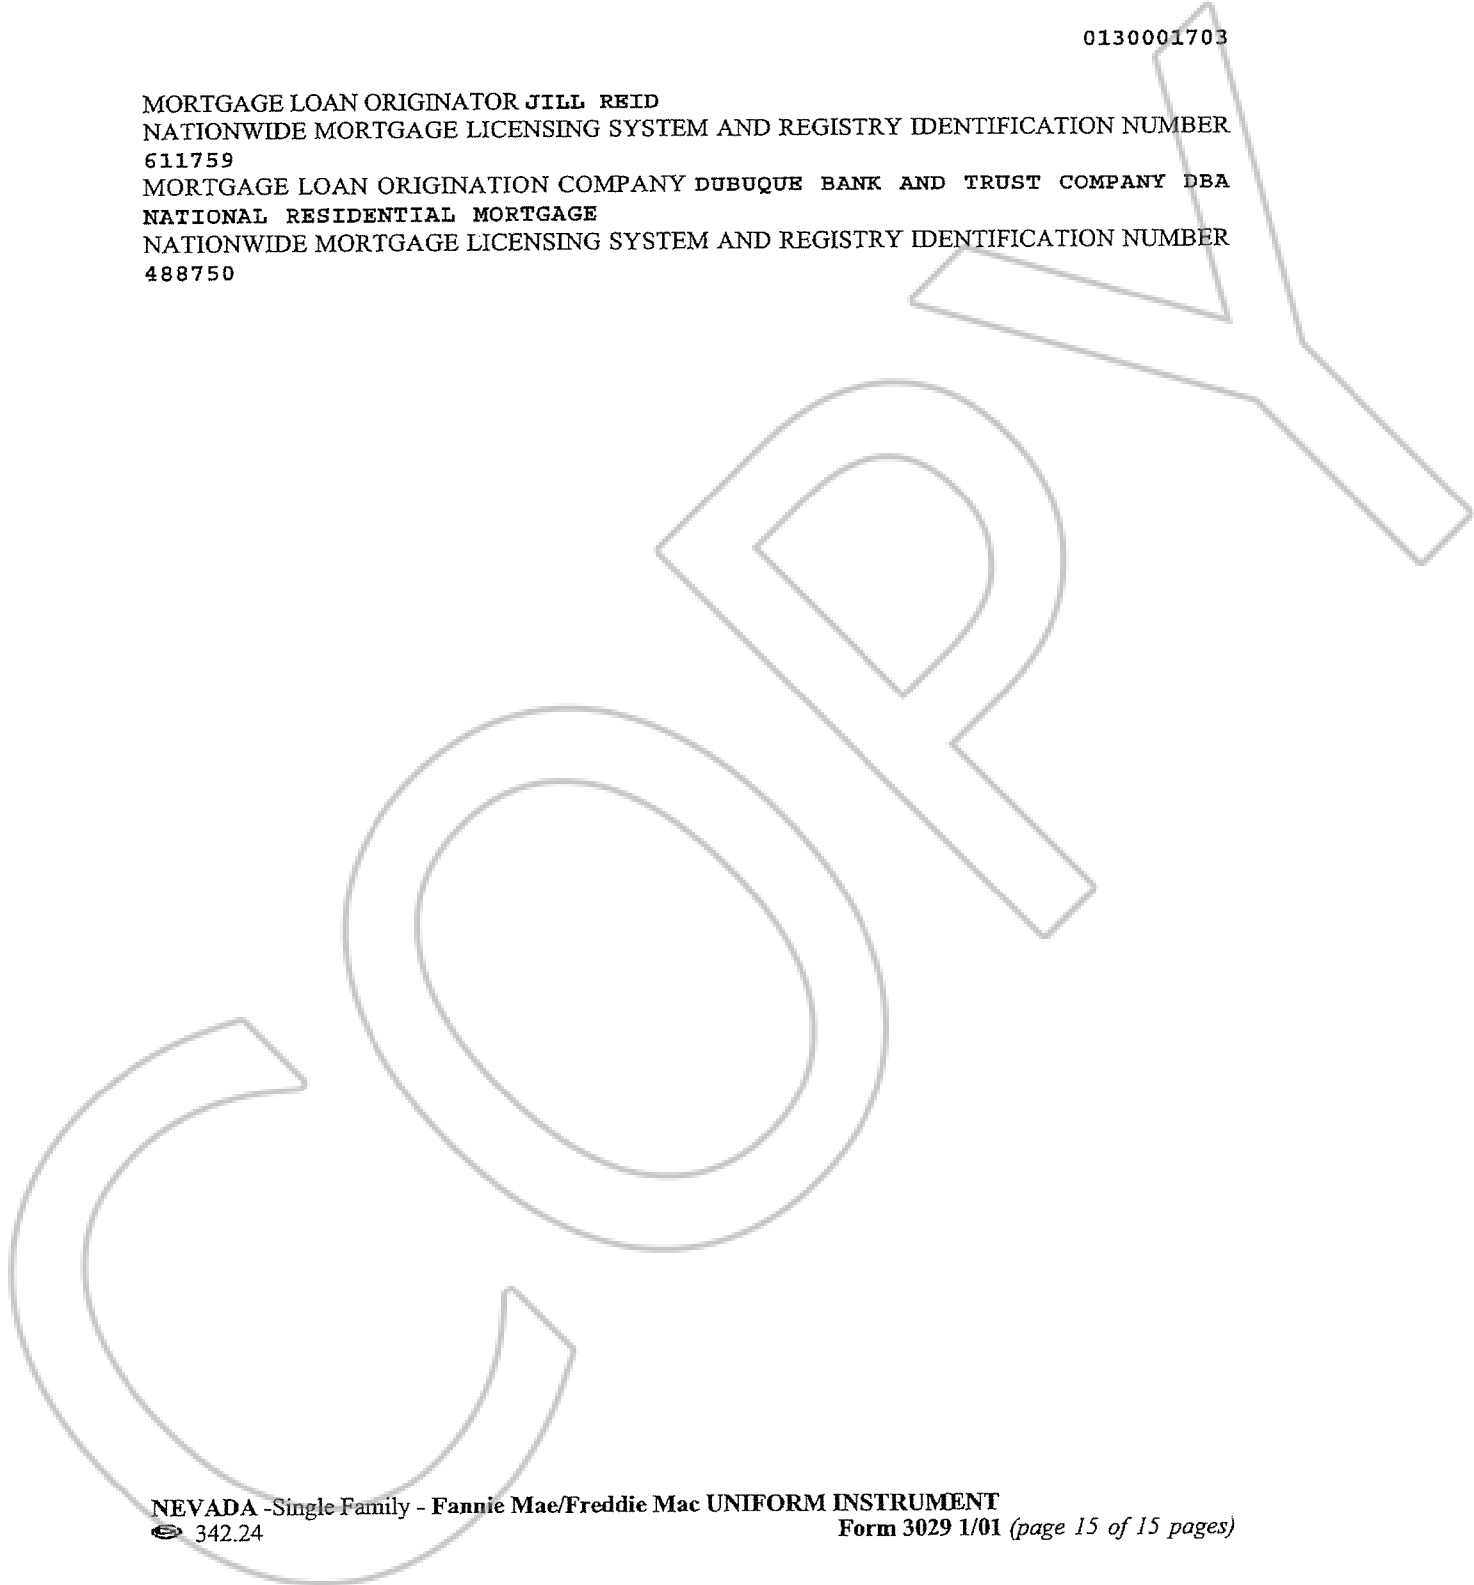 0130001703
MORTGAGE LOAN ORIGINATOR JILL REID
NATIONWIDE MORTGAGE LICENSING SYSTEM AND REGISTRY IDENTIFICATION NUMBER
611759
MORTGAGE LOAN ORIGINATION COMPANY DUBUQUE BANK AND TRUST COMPANY DBA
NATIONAL RESIDENTIAL MORTGAGE
NATIONWIDE MORTGAGE LICENSING SYSTEM AND REGISTRY IDENTIFICATION NUMBER
488750
COPY
NEVADA -Single Family - Fannie Mae/Freddie Mac UNIFORM INSTRUMENT
342.24 Form 3029 1/01 (page 15 of 15 pages)